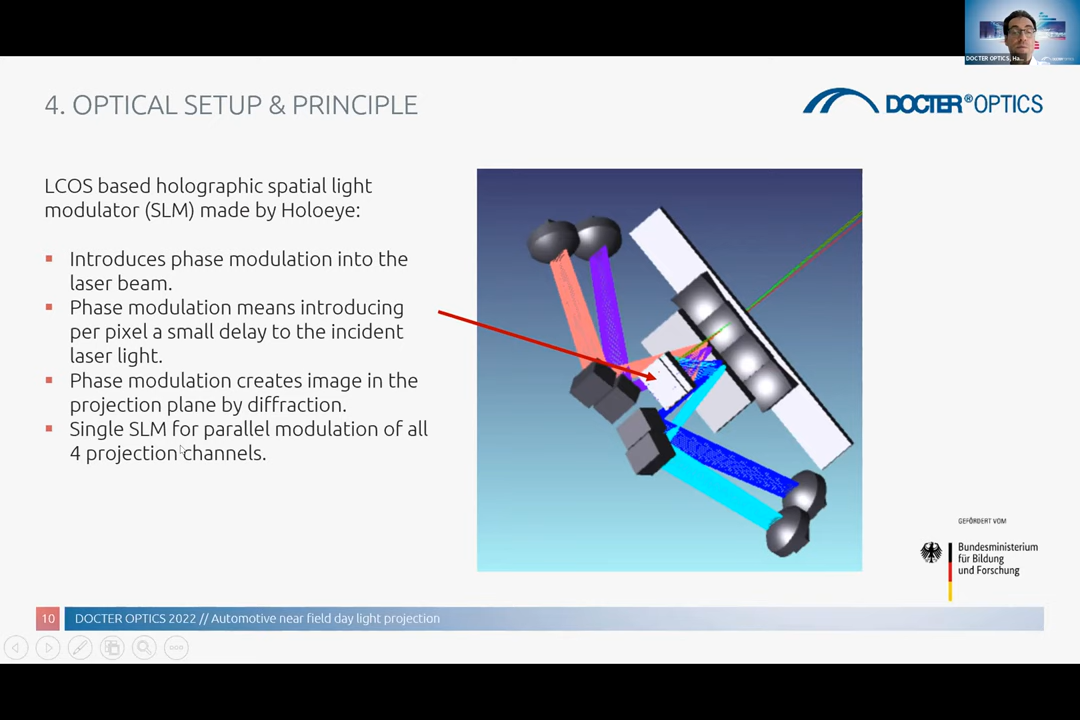 DOCTER OPTICS, Ha...
4. OPTICAL SETUP & PRINCIPLE
DOCTER®OPTICS
LCOS based holographic spatial light
modulator (SLM) made by Holoeye:
▪ Introduces phase modulation into the
laser beam.
▪ Phase modulation means introducing
per pixel a small delay to the incident
laser light.
▪ Phase modulation creates image in the
projection plane by diffraction.
▪ Single SLM for parallel modulation of all
4 projection channels.
GEFÖRDERT VOM
Bundesministerium
für Bildung
und Forschung
10 DOCTER OPTICS 2022 // Automotive near field day light projection